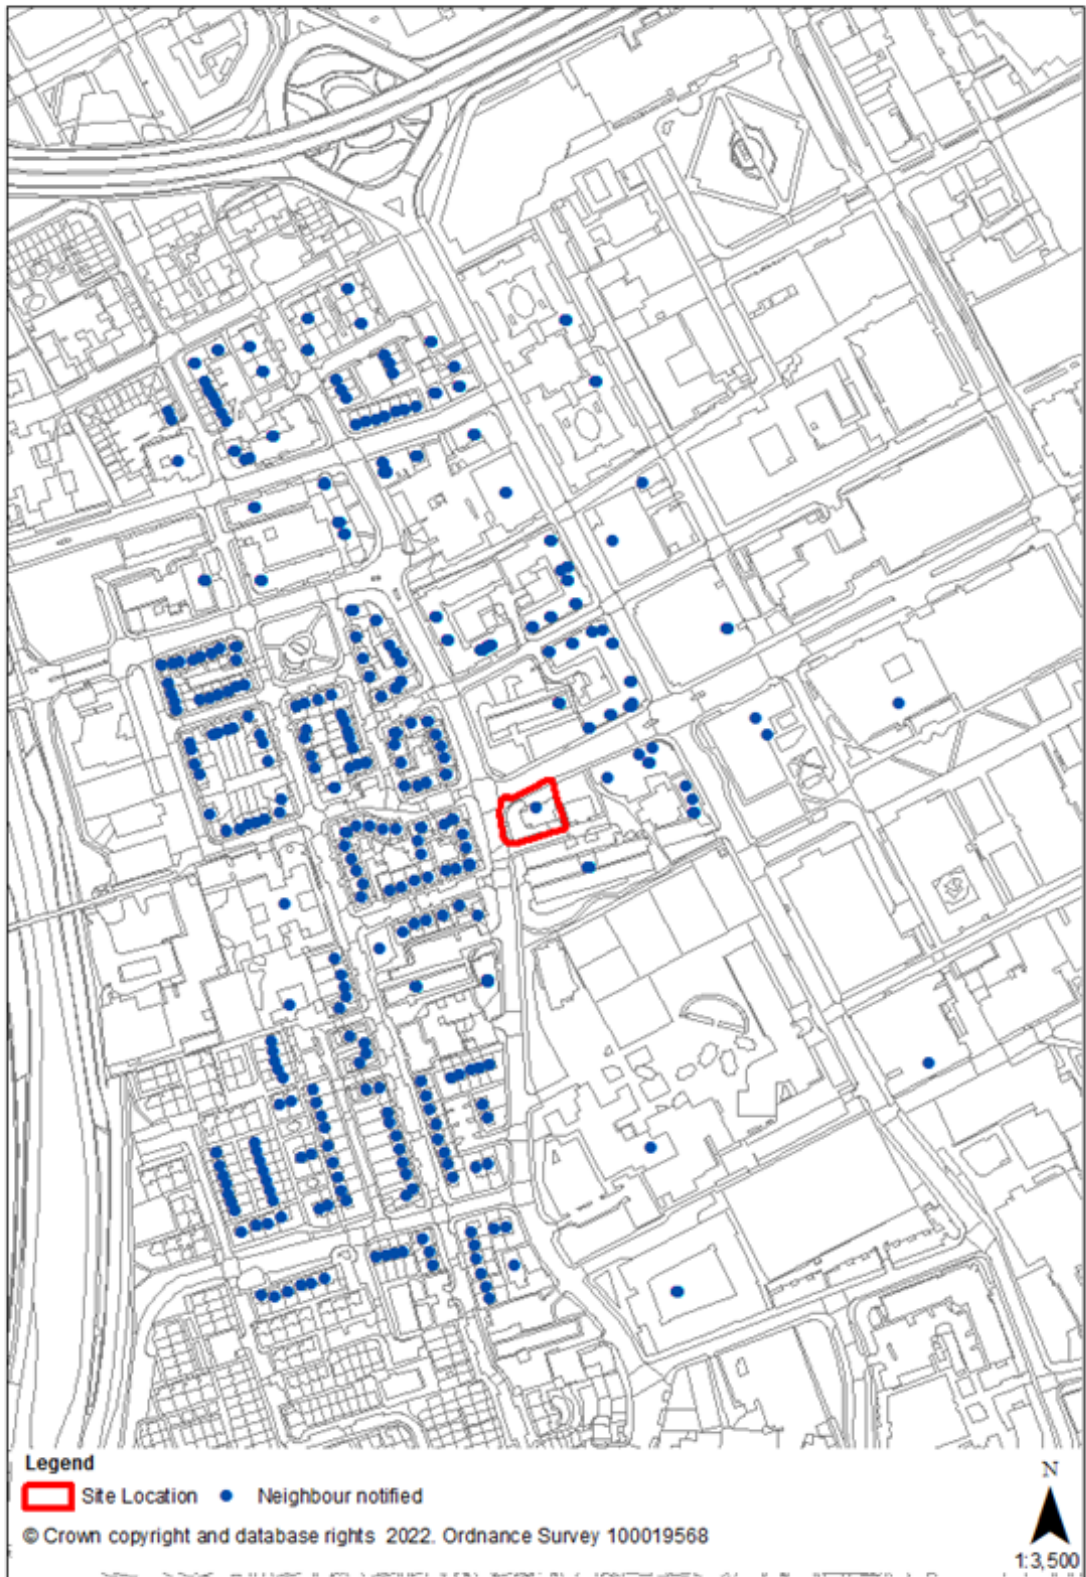 Legend
Site Location
Neighbour notified
© Crown copyright and database rights 2022. Ordnance Survey 100019568
N
1:3,500